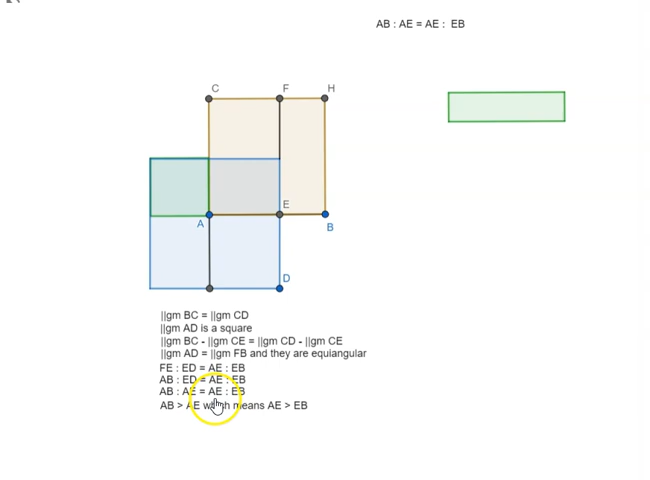 AB : AE = AE : EB
C
F
H
E
A
B
D
||gm BC = ||gm CD
||gm AD is a square
||gm BC - ||gm CE = ||gm CD - ||gm CE
||gm AD = ||gm FB and they are equiangular
FE : ED = AE : EB
AB : ED = AE : EB
AB : AE = AE : EB
AB > AE which means AE > EB